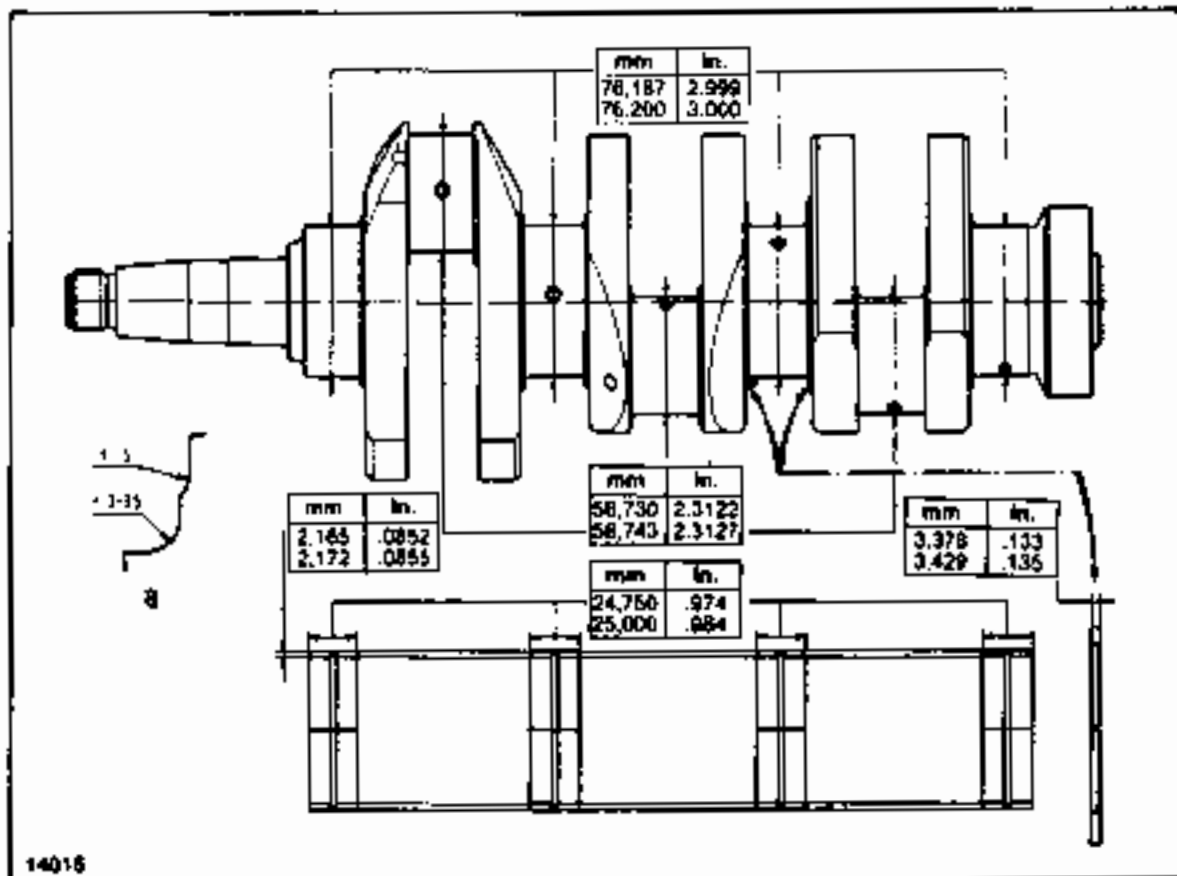 mm in.
76,187 2.999
76,200 3.000
mm in.
2.165 .0852
2.172 .0855
mm in.
58,730 2.3122
58,743 2.3127
mm in.
3.378 .133
3.429 .135
mm in.
24,750 .974
25,000 .984
a
14015